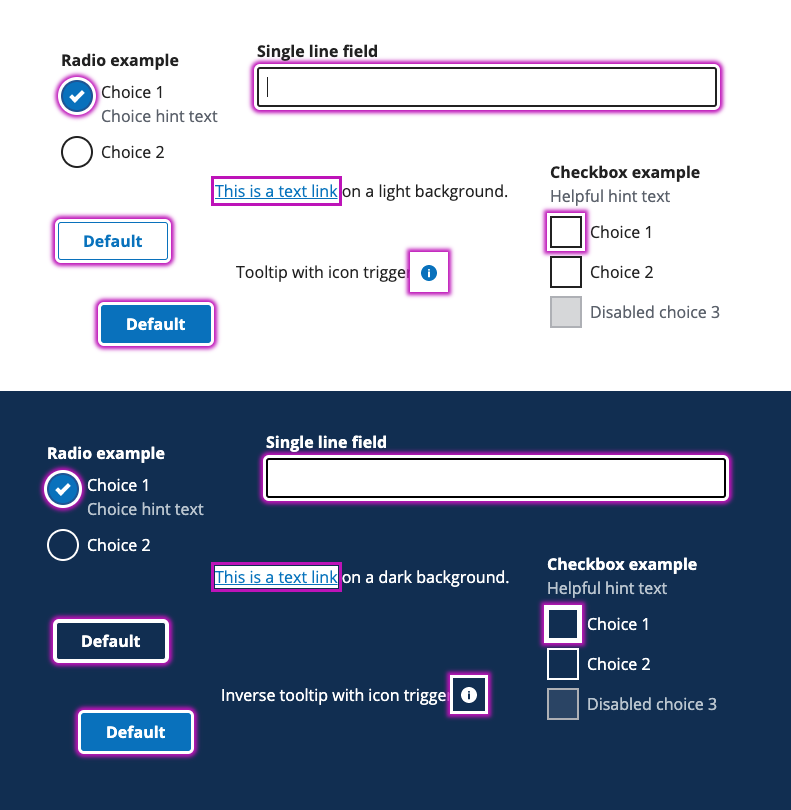 Radio example
Choice 1
Choice hint text
Choice 2
Single line field
This is a text link on a light background.
Default
Tooltip with icon trigger
Default
Checkbox example
Helpful hint text
Choice 1
Choice 2
Disabled choice 3
Radio example
Choice 1
Choice hint text
Choice 2
Single line field
This is a text link on a dark background.
Default
Inverse tooltip with icon trigger
Default
Checkbox example
Helpful hint text
Choice 1
Choice 2
Disabled choice 3